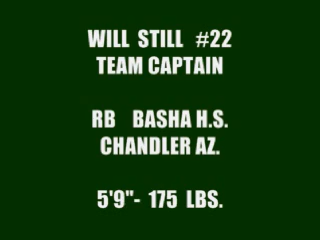 WILL STILL #22
TEAM CAPTAIN
RB BASHA H.S.
CHANDLER AZ.
5'9"- 175 LBS.